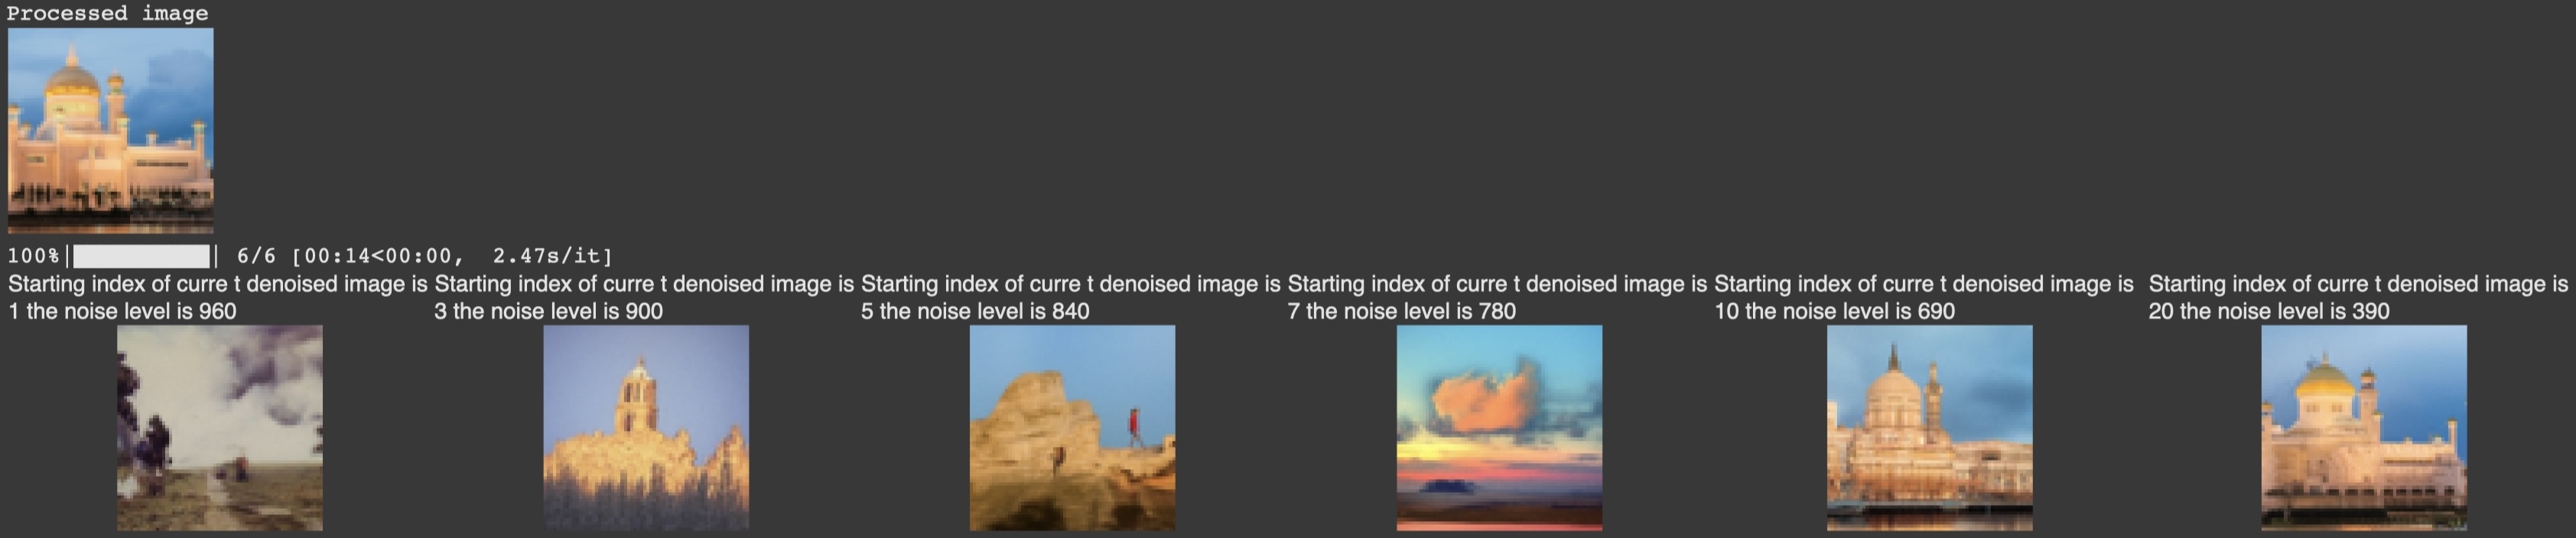 Processed image
100%| | 6/6 [00:14<00:00, 2.47s/it]
Starting index of curre t denoised image is
1 the noise level is 960
Starting index of curre t denoised image is
3 the noise level is 900
Starting index of curre t denoised image is
5 the noise level is 840
Starting index of curre t denoised image is
7 the noise level is 780
Starting index of curre t denoised image is
10 the noise level is 690
Starting index of curre t denoised image is
20 the noise level is 390